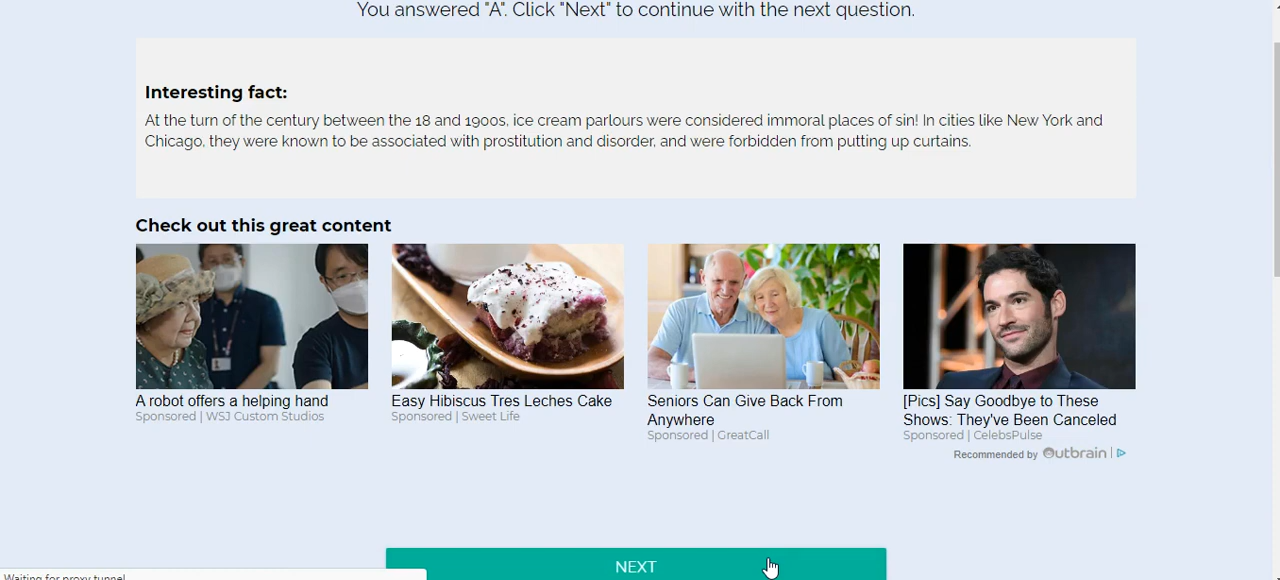 You answered "A". Click "Next" to continue with the next question.
Interesting fact:
At the turn of the century between the 18 and 1900s, ice cream parlours were considered immoral places of sin! In cities like New York and
Chicago, they were known to be associated with prostitution and disorder, and were forbidden from putting up curtains.
Check out this great content
A robot offers a helping hand
Sponsored | WSJ Custom Studios
Easy Hibiscus Tres Leches Cake
Sponsored | Sweet Life
Seniors Can Give Back From
Anywhere
Sponsored | GreatCall
[Pics] Say Goodbye to These
Shows: They've Been Canceled
Sponsored | CelebsPulse
Recommended by Outbrain |
NEXT
Waiting for proxy tunnel